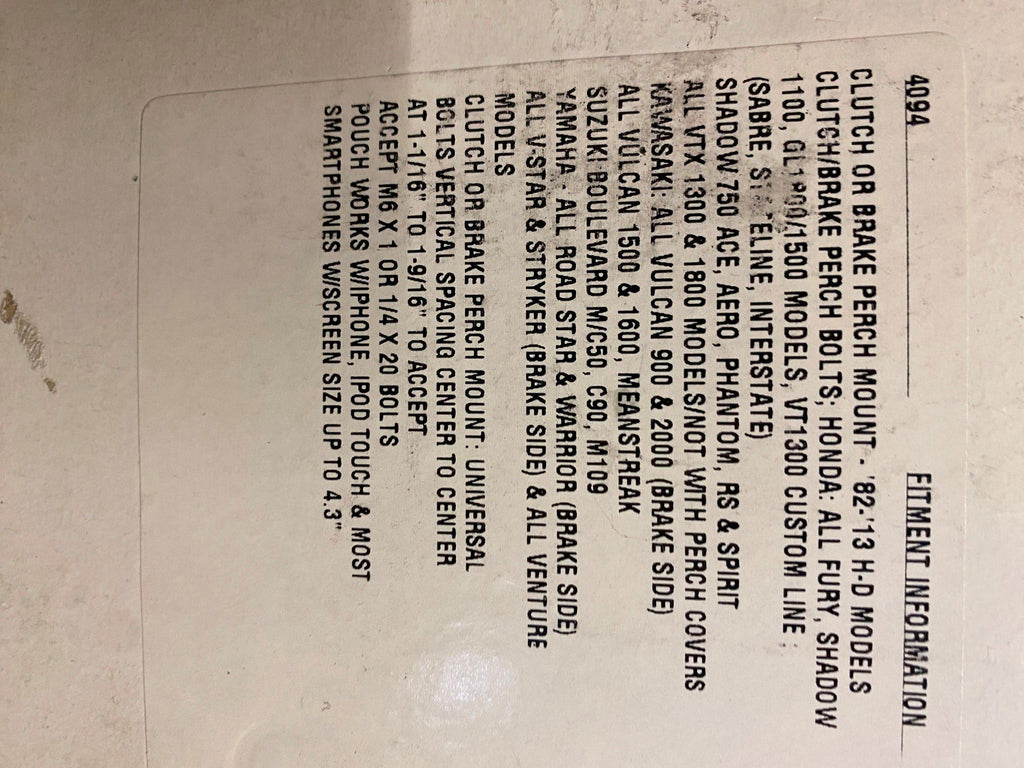 4094 FITMENT INFORMATION
CLUTCH OR BRAKE PERCH MOUNT - '82-'13 H-D MODELS
CLUTCH/BRAKE PERCH BOLTS; HONDA: ALL FURY, SHADOW
1100, MODELS, VT1300 CUSTOM LINE
(SABRE, INTERSTATE)
SHADOW 750 ACE, AERO, PHANTOM, RS & SPIRIT
ALL VTX 1300 & 1800 MODELS/NOT WITH PERCH COVERS
KAWASAKI: ALL VULCAN 900 & 2000 (BRAKE SIDE)
ALL VULCAN 1500 & 1600, MEANSTREAK
SUZUKI BOULEVARD M/C50, C90, M109
YAMAHA - ALL ROAD STAR & WARRIOR (BRAKE SIDE)
ALL V-STAR & STRYKER (BRAKE SIDE) & ALL VENTURE
MODELS
CLUTCH OR BRAKE PERCH MOUNT: UNIVERSAL
BOLTS VERTICAL SPACING CENTER TO CENTER
AT 1-1/16" TO 1-9/16" TO ACCEPT
ACCEPT M6 X 1 OR 1/4 X 20 BOLTS
POUCH WORKS W/IPHONE, IPOD TOUCH & MOST
SMARTPHONES W/SCREEN SIZE UP TO 4.3"